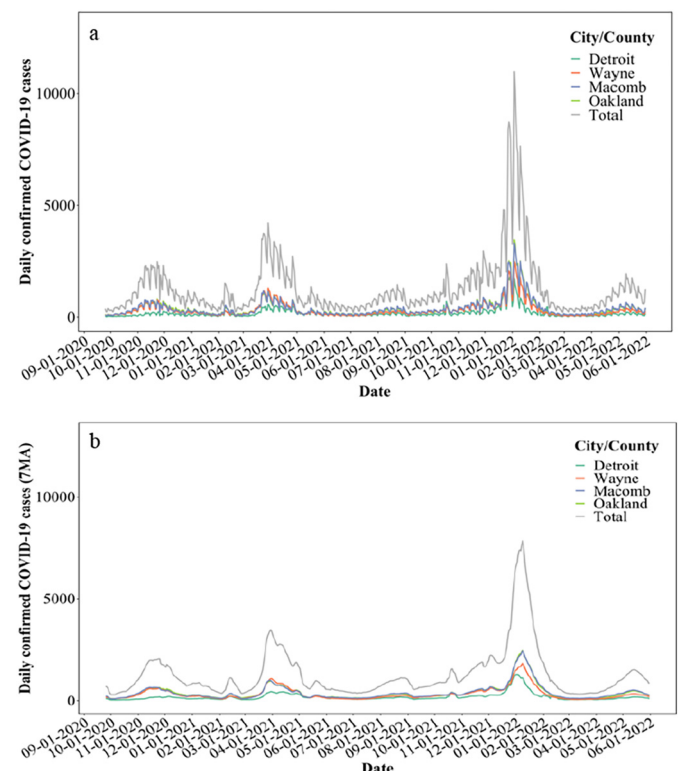 a
City/County
Detroit
Wayne
Macomb
Oakland
Total
Daily confirmed COVID-19 cases
10000
5000
0
09-01-2020
10-01-2020
11-01-2020
12-01-2020
01-01-2021
02-01-2021
03-01-2021
04-01-2021
05-01-2021
06-01-2021
07-01-2021
08-01-2021
09-01-2021
10-01-2021
11-01-2021
12-01-2021
01-01-2022
02-01-2022
03-01-2022
04-01-2022
05-01-2022
06-01-2022
Date
b
City/County
Detroit
Wayne
Macomb
Oakland
Total
Daily confirmed COVID-19 cases (7MA)
10000
5000
0
09-01-2020
10-01-2020
11-01-2020
12-01-2020
01-01-2021
02-01-2021
03-01-2021
04-01-2021
05-01-2021
06-01-2021
07-01-2021
08-01-2021
09-01-2021
10-01-2021
11-01-2021
12-01-2021
01-01-2022
02-01-2022
03-01-2022
04-01-2022
05-01-2022
06-01-2022
Date